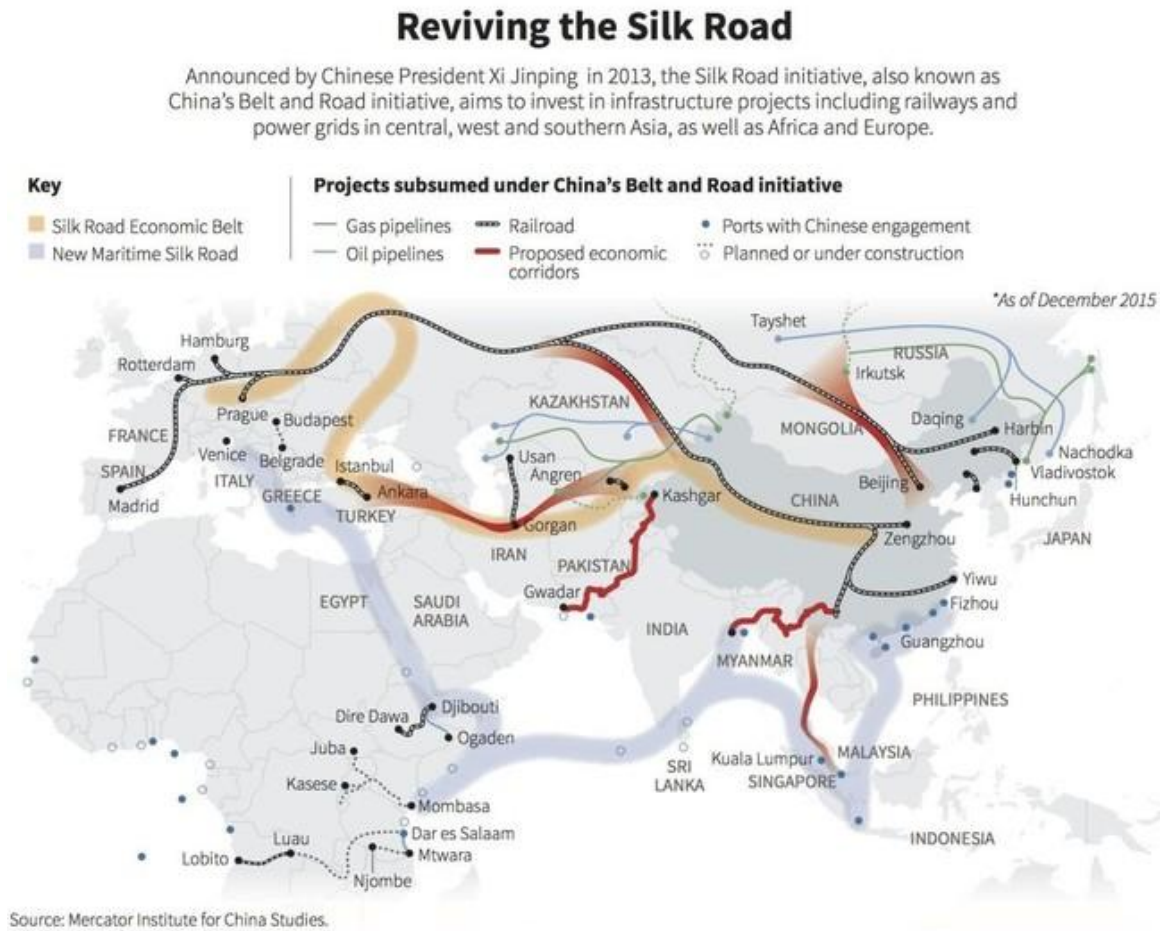 Reviving the Silk Road
Announced by Chinese President Xi Jinping in 2013, the Silk Road initiative, also known as
China's Belt and Road initiative, aims to invest in infrastructure projects including railways and
power grids in central, west and southern Asia, as well as Africa and Europe.
Key
Silk Road Economic Belt
New Maritime Silk Road
Projects subsumed under China's Belt and Road initiative
Gas pipelines
Oil pipelines
Railroad
Proposed economic
corridors
Ports with Chinese engagement
Planned or under construction
*As of December 2015
Tayshet
Hamburg
Rotterdam
RUSSIA
Irkutsk
Prague
Budapest
KAZAKHSTAN
MONGOLIA
Daqing
Harbin
FRANCE
Venice
Belgrade
Usan
Nachodka
SPAIN
ITALY
Istanbul
Angren
Vladivostok
Madrid
GREECE
Ankara
Kashgar
CHINA
Beijing
Hunchun
TURKEY
Gorgan
Zengzhou
JAPAN
IRAN
PAKISTAN
Gwadar
Yiwu
EGYPT
SAUDI
ARABIA
INDIA
Fizhou
Guangzhou
MYANMAR
PHILIPPINES
Djibouti
Dire Dawa
Ogaden
Juba
Kuala Lumpur
MALAYSIA
SRI
LANKA
SINGAPORE
Kasese
Mombasa
Dar es Salaam
INDONESIA
Luau
Lobito
Mtwara
Njombe
Source: Mercator Institute for China Studies.